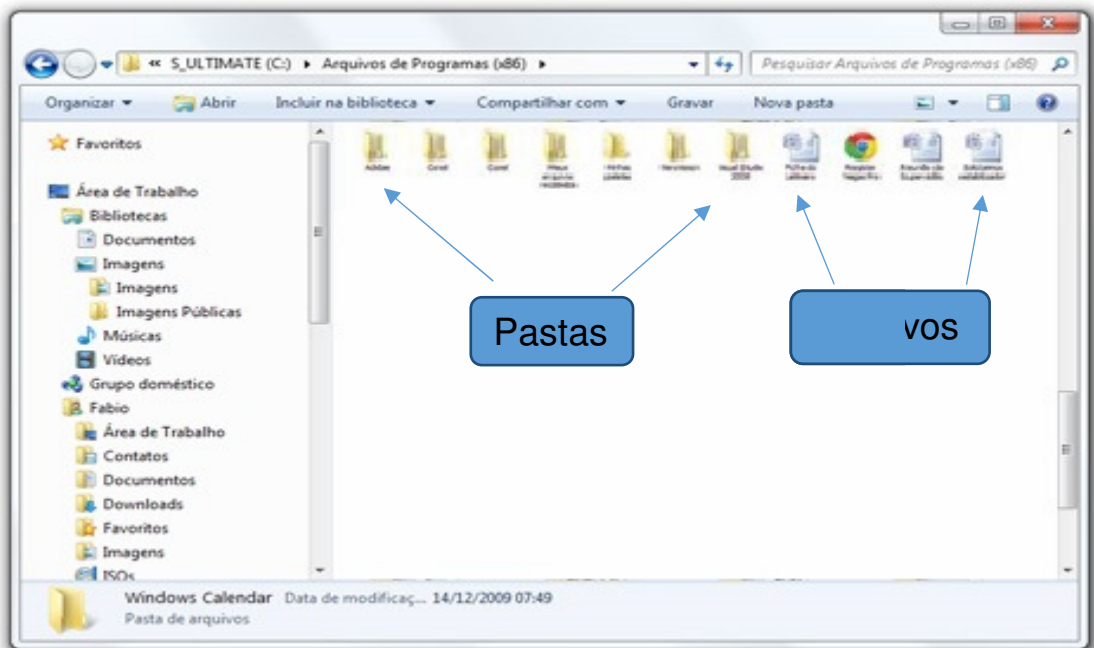 « S_ULTIMATE (C:) ▸ Arquivos de Programas (x86) ▸
Pesquisar Arquivos de Programas (x86)
Organizar
Abrir
Incluir na biblioteca
Compartilhar com
Gravar
Nova pasta
Favoritos
Área de Trabalho
Bibliotecas
Documentos
Imagens
Imagens
Imagens Públicas
Músicas
Vídeos
Grupo doméstico
Fabio
Área de Trabalho
Contatos
Documentos
Downloads
Favoritos
Imagens
ISOs
Adobe
Corel
Corel
Pastas
vos
Windows Calendar Data de modificaç... 14/12/2009 07:49
Pasta de arquivos